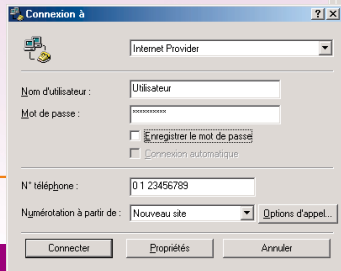 Connexion à
Internet Provider
Nom d'utilisateur :
Utilisateur
Mot de passe :
××××××××××
Enregistrer le mot de passe
Connexion automatique
N° téléphone :
0 1 23456789
Numérotation à partir de :
Nouveau site
Options d'appel...
Connecter
Propriétés
Annuler